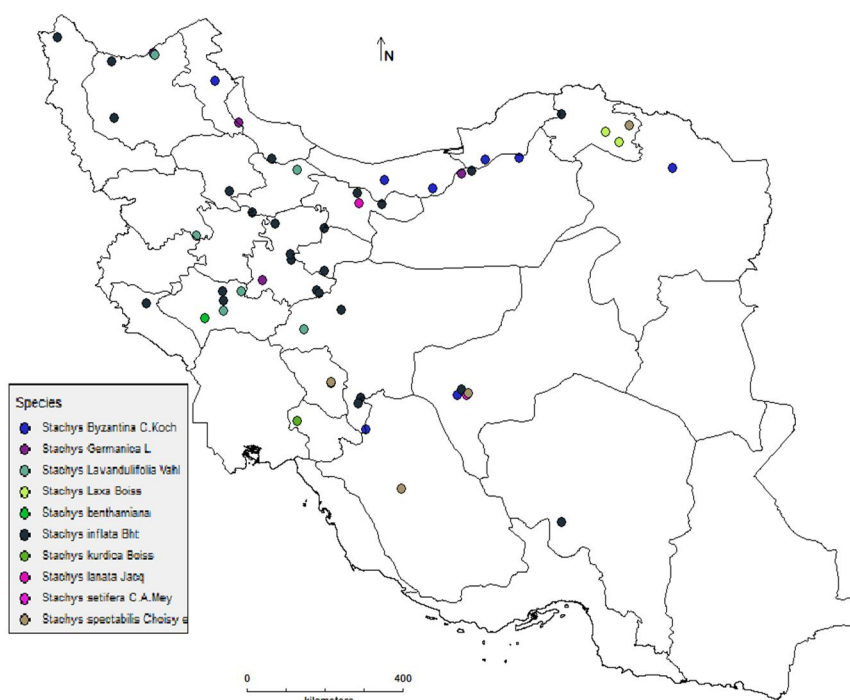 N
Species
Stachys Byzantina C.Koch
Stachys Germanica L
Stachys Lavandulifolia Vahl
Stachys Laxa Boiss
Stachys benthamiana
Stachys inflata Bht
Stachys kurdica Boiss
Stachys lanata Jacq
Stachys setifera C.A.Mey
Stachys spectabilis Choisy e
0 400
kilometers